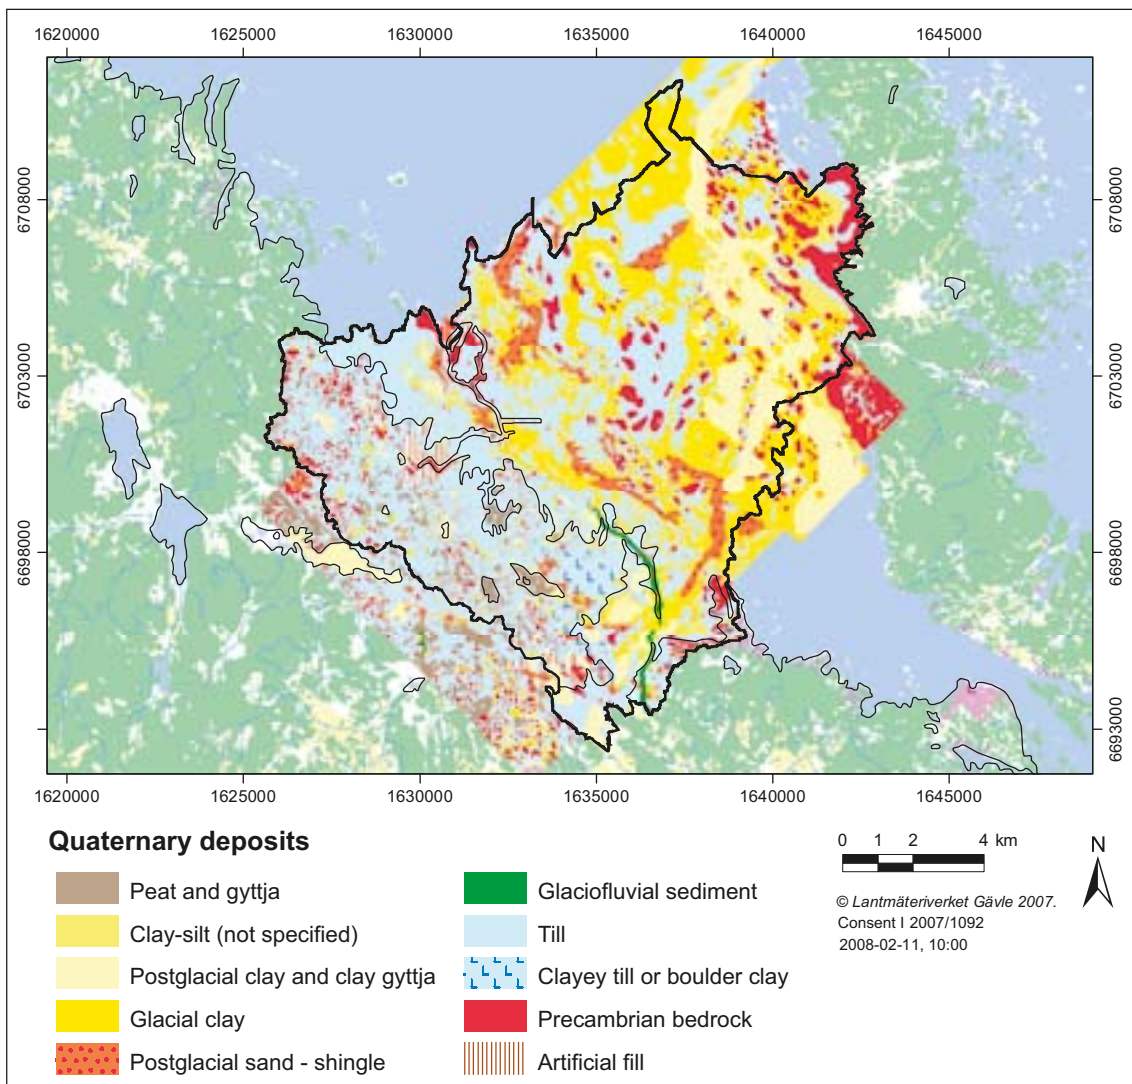 1620000 1625000 1630000 1635000 1640000 1645000
6708000 6708000
6703000 6703000
6698000 6698000
6693000
1620000 1625000 1630000 1635000 1640000 1645000
Quaternary deposits
Peat and gyttja
Clay-silt (not specified)
Postglacial clay and clay gyttja
Glacial clay
Postglacial sand - shingle
Glaciofluvial sediment
Till
Clayey till or boulder clay
Precambrian bedrock
Artificial fill
0 1 2 4 km
© Lantmäteriverket Gävle 2007.
Consent I 2007/1092
2008-02-11, 10:00
N